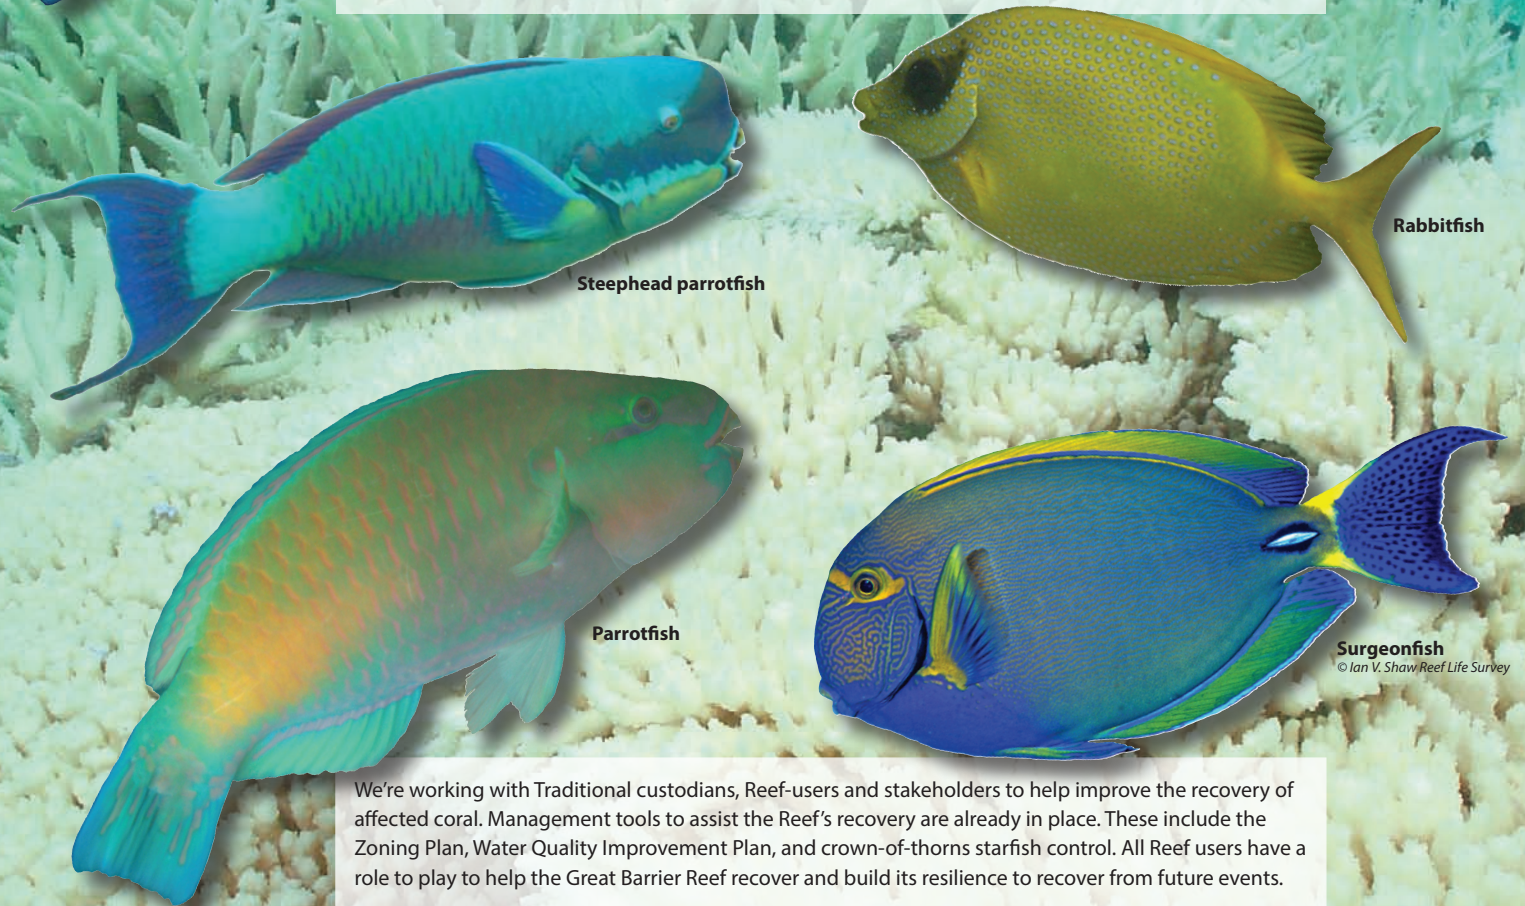 Steephead parrotfish
Rabbitfish
Parrotfish
Surgeonfish
© Ian V. Shaw Reef Life Survey
We're working with Traditional custodians, Reef-users and stakeholders to help improve the recovery of
affected coral. Management tools to assist the Reef's recovery are already in place. These include the
Zoning Plan, Water Quality Improvement Plan, and crown-of-thorns starfish control. All Reef users have a
role to play to help the Great Barrier Reef recover and build its resilience to recover from future events.